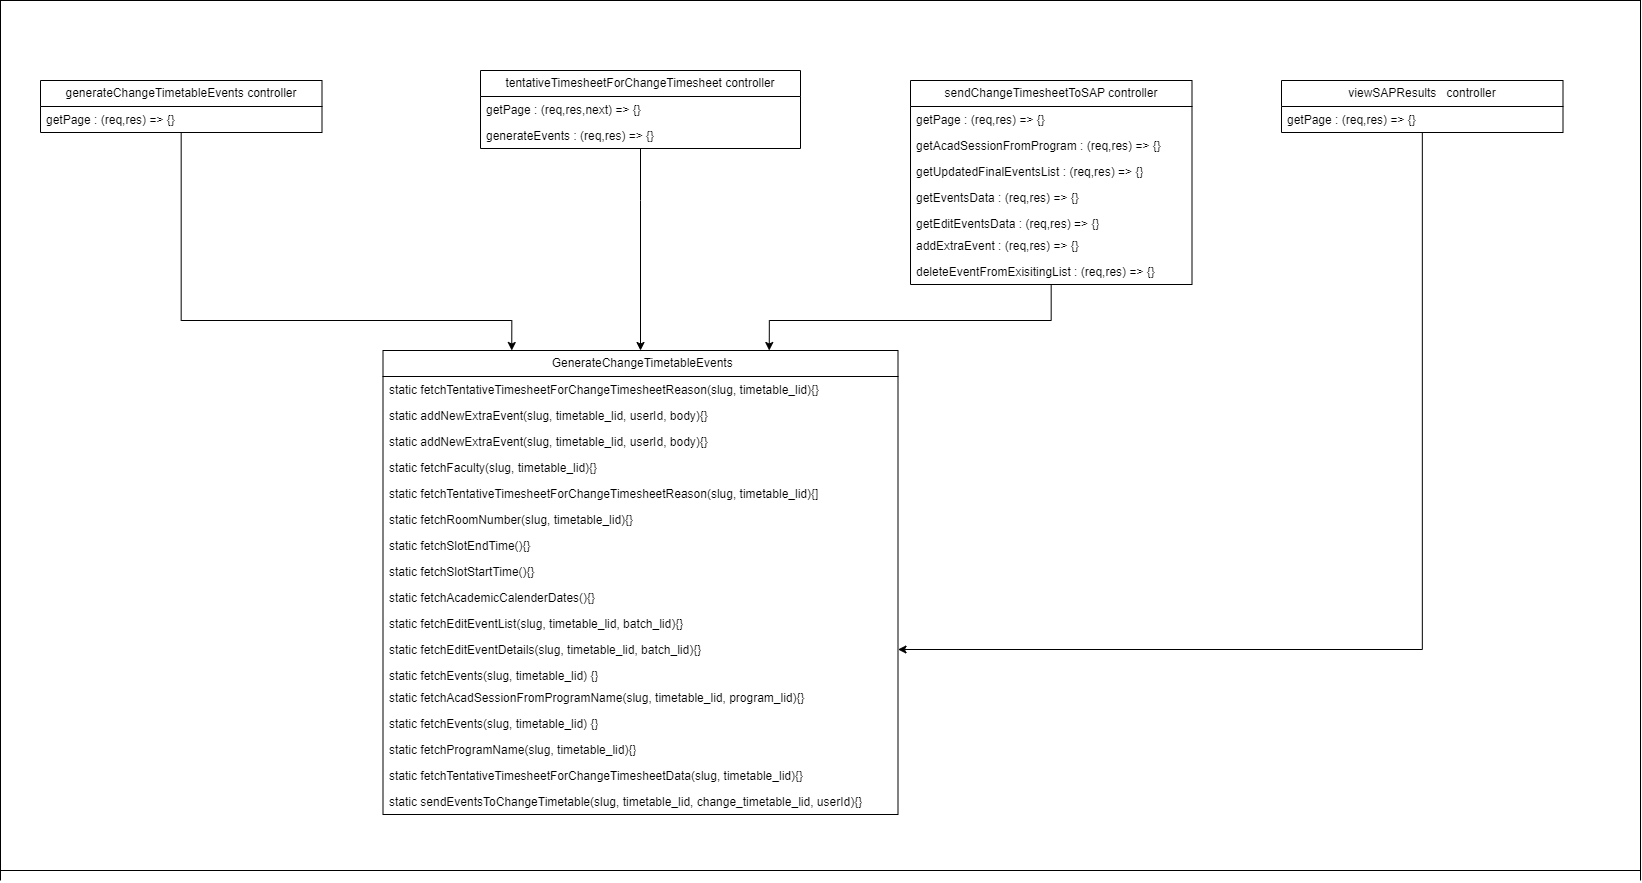 generateChangeTimetableEvents controller
getPage : (req,res) => {}
tentativeTimesheetForChangeTimesheet controller
getPage : (req,res,next) => {}
generateEvents : (req,res) => {}
sendChangeTimesheetToSAP controller
getPage : (req,res) => {}
getAcadSessionFromProgram : (req,res) => {}
getUpdatedFinalEventsList : (req,res) => {}
getEventsData : (req,res) => {}
getEditEventsData : (req,res) => {}
addExtraEvent : (req,res) => {}
deleteEventFromExisitingList : (req,res) => {}
viewSAPResults controller
getPage : (req,res) => {}
GenerateChangeTimetableEvents
static fetchTentativeTimesheetForChangeTimesheetReason(slug, timetable_lid){}
static addNewExtraEvent(slug, timetable_lid, userId, body){}
static addNewExtraEvent(slug, timetable_lid, userId, body){}
static fetchFaculty(slug, timetable_lid){}
static fetchTentativeTimesheetForChangeTimesheetReason(slug, timetable_lid){]
static fetchRoomNumber(slug, timetable_lid){}
static fetchSlotEndTime(){}
static fetchSlotStartTime(){}
static fetchAcademicCalenderDates(){}
static fetchEditEventList(slug, timetable_lid, batch_lid){}
static fetchEditEventDetails(slug, timetable_lid, batch_lid){}
static fetchEvents(slug, timetable_lid) {}
static fetchAcadSessionFromProgramName(slug, timetable_lid, program_lid){}
static fetchEvents(slug, timetable_lid) {}
static fetchProgramName(slug, timetable_lid){}
static fetchTentativeTimesheetForChangeTimesheetData(slug, timetable_lid){}
static sendEventsToChangeTimetable(slug, timetable_lid, change_timetable_lid, userId){}